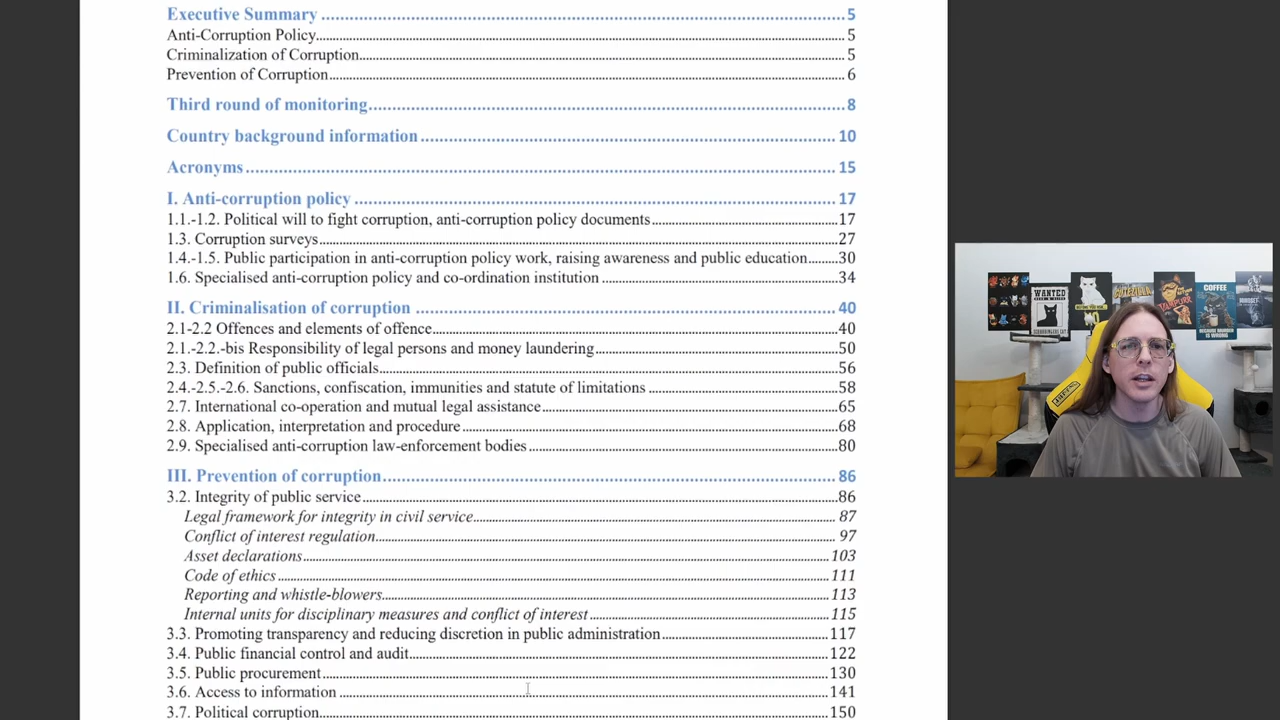 Executive Summary 5
Anti-Corruption Policy 5
Criminalization of Corruption 5
Prevention of Corruption 6
Third round of monitoring 8
Country background information 10
Acronyms 15
I. Anti-corruption policy 17
1.1.-1.2. Political will to fight corruption, anti-corruption policy documents 17
1.3. Corruption surveys 27
1.4.-1.5. Public participation in anti-corruption policy work, raising awareness and public education 30
1.6. Specialised anti-corruption policy and co-ordination institution 34
II. Criminalisation of corruption 40
2.1-2.2 Offences and elements of offence 40
2.1.-2.2.-bis Responsibility of legal persons and money laundering 50
2.3. Definition of public officials 56
2.4.-2.5.-2.6. Sanctions, confiscation, immunities and statute of limitations 58
2.7. International co-operation and mutual legal assistance 65
2.8. Application, interpretation and procedure 68
2.9. Specialised anti-corruption law-enforcement bodies 80
III. Prevention of corruption 86
3.2. Integrity of public service 86
Legal framework for integrity in civil service 87
Conflict of interest regulation 97
Asset declarations 103
Code of ethics 111
Reporting and whistle-blowers 113
Internal units for disciplinary measures and conflict of interest 115
3.3. Promoting transparency and reducing discretion in public administration 117
3.4. Public financial control and audit 122
3.5. Public procurement 130
3.6. Access to information 141
3.7. Political corruption 150
WANTED
COFFEE